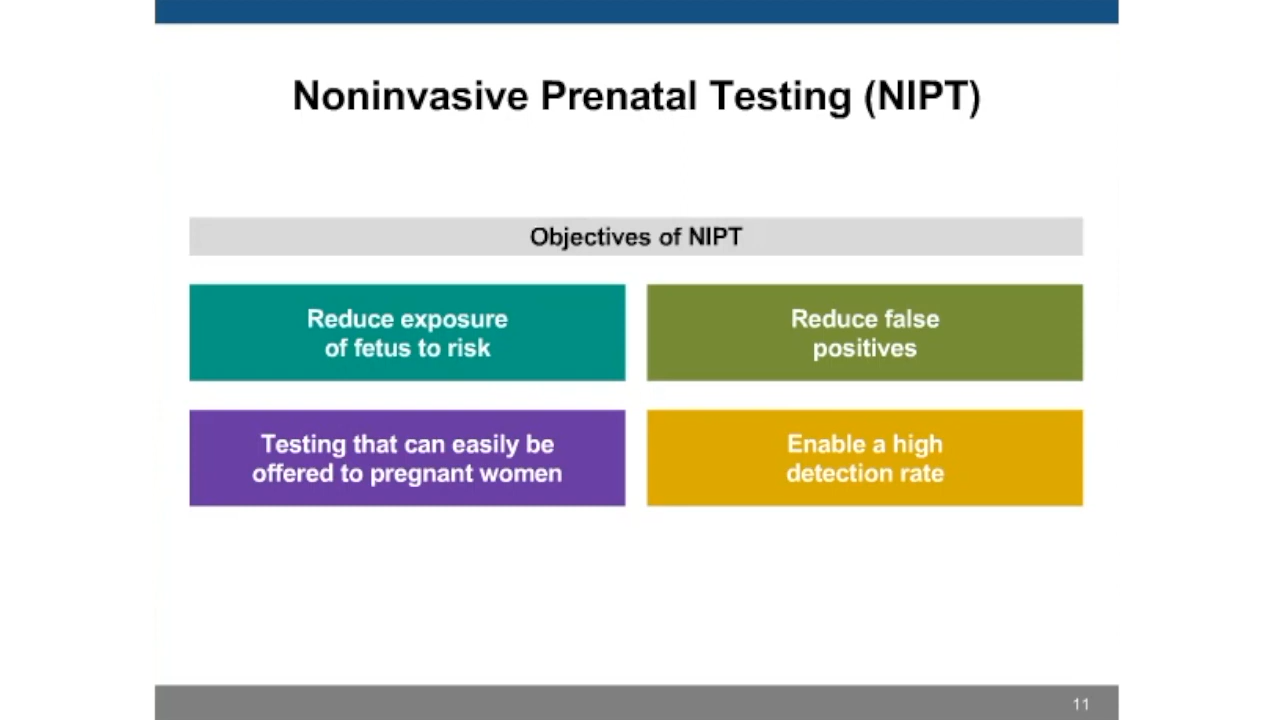 Noninvasive Prenatal Testing (NIPT)
Objectives of NIPT
Reduce exposure
of fetus to risk
Reduce false
positives
Testing that can easily be
offered to pregnant women
Enable a high
detection rate
11